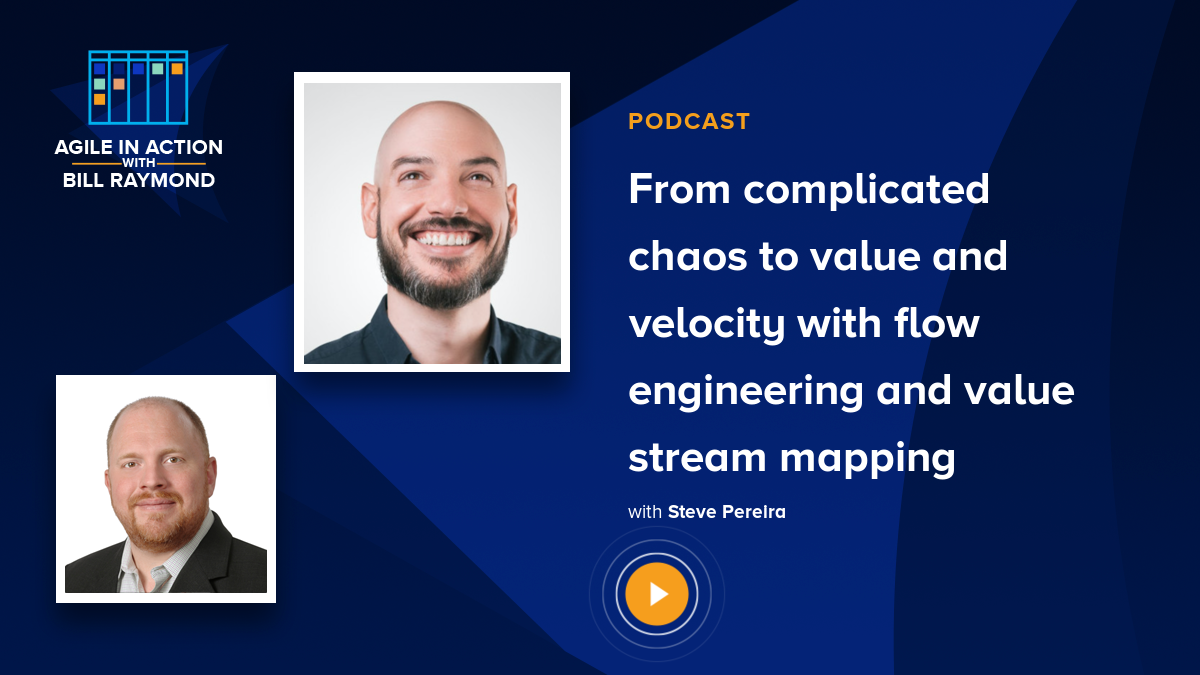 AGILE IN ACTION
WITH
BILL RAYMOND
PODCAST
From complicated
chaos to value and
velocity with flow
engineering and value
stream mapping
with Steve Pereira